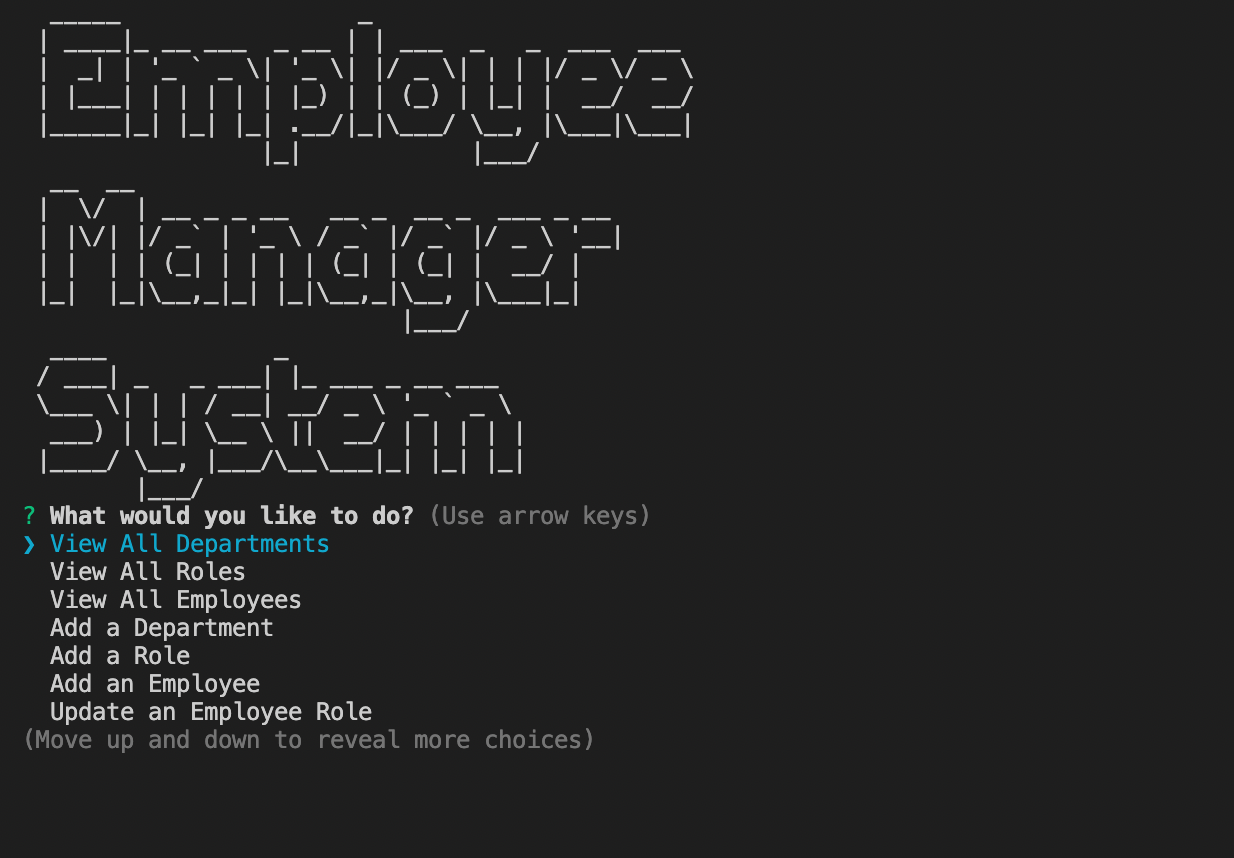 Employee
Manager
System
? What would you like to do? (Use arrow keys)
❯ View All Departments
View All Roles
View All Employees
Add a Department
Add a Role
Add an Employee
Update an Employee Role
(Move up and down to reveal more choices)